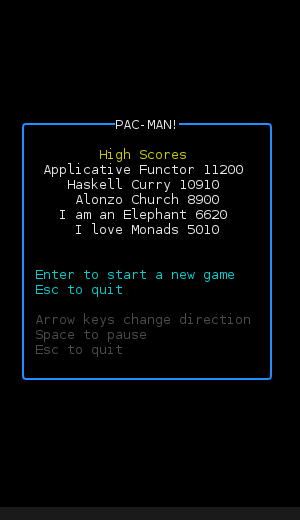 PAC-MAN!
High Scores
Applicative Functor 11200
Haskell Curry 10910
Alonzo Church 8900
I am an Elephant 6620
I love Monads 5010
Enter to start a new game
Esc to quit
Arrow keys change direction
Space to pause
Esc to quit